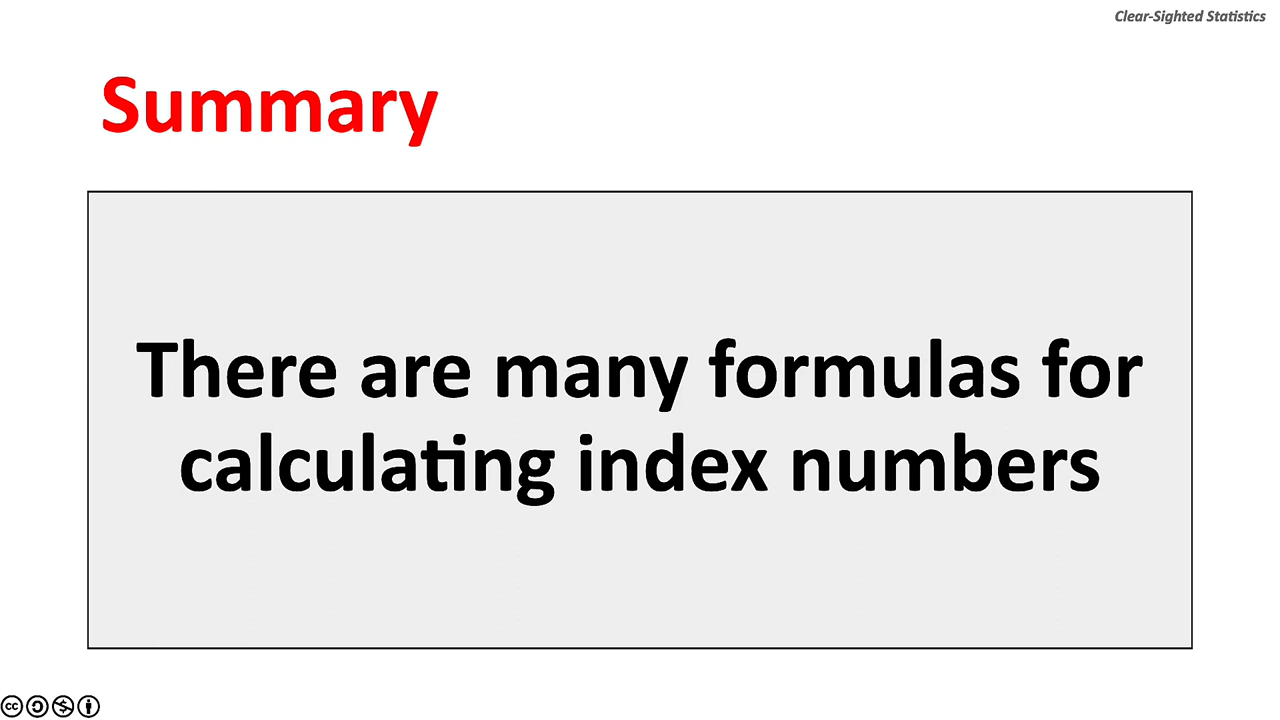 Clear-Sighted Statistics
Summary
There are many formulas for
calculating index numbers